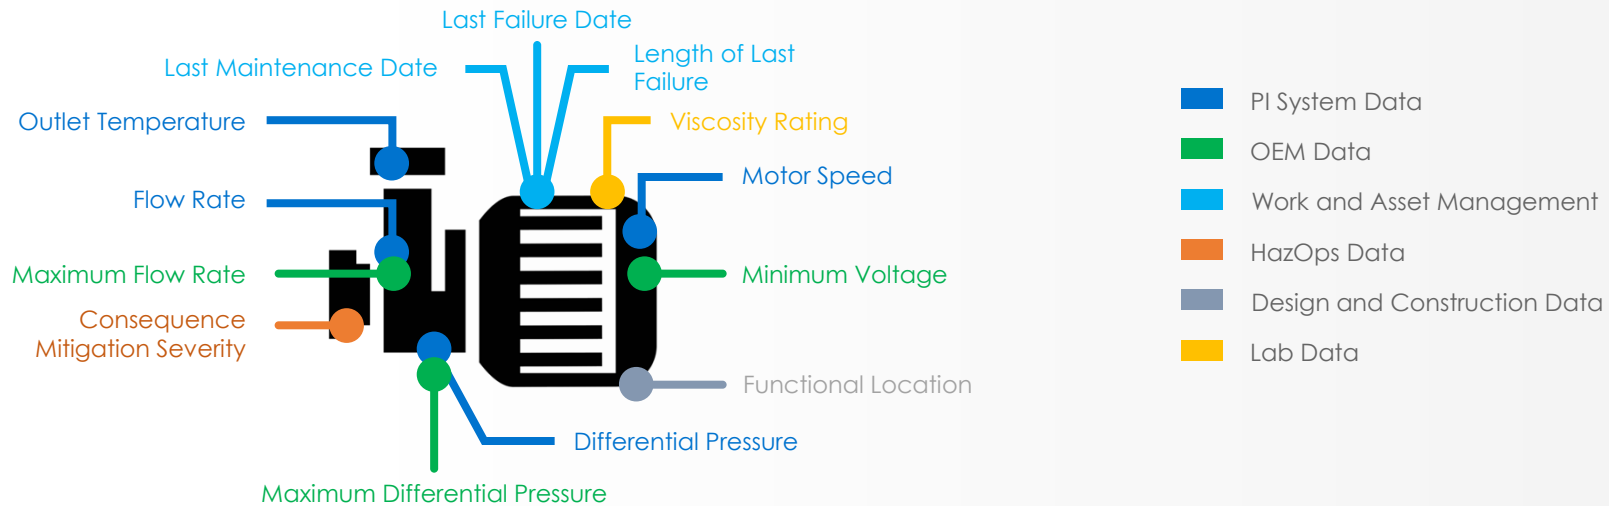 Last Failure Date
Last Maintenance Date
Length of Last
Failure
Outlet Temperature
Viscosity Rating
Flow Rate
Motor Speed
Maximum Flow Rate
Minimum Voltage
Consequence
Mitigation Severity
Functional Location
Differential Pressure
Maximum Differential Pressure
PI System Data
OEM Data
Work and Asset Management
HazOps Data
Design and Construction Data
Lab Data